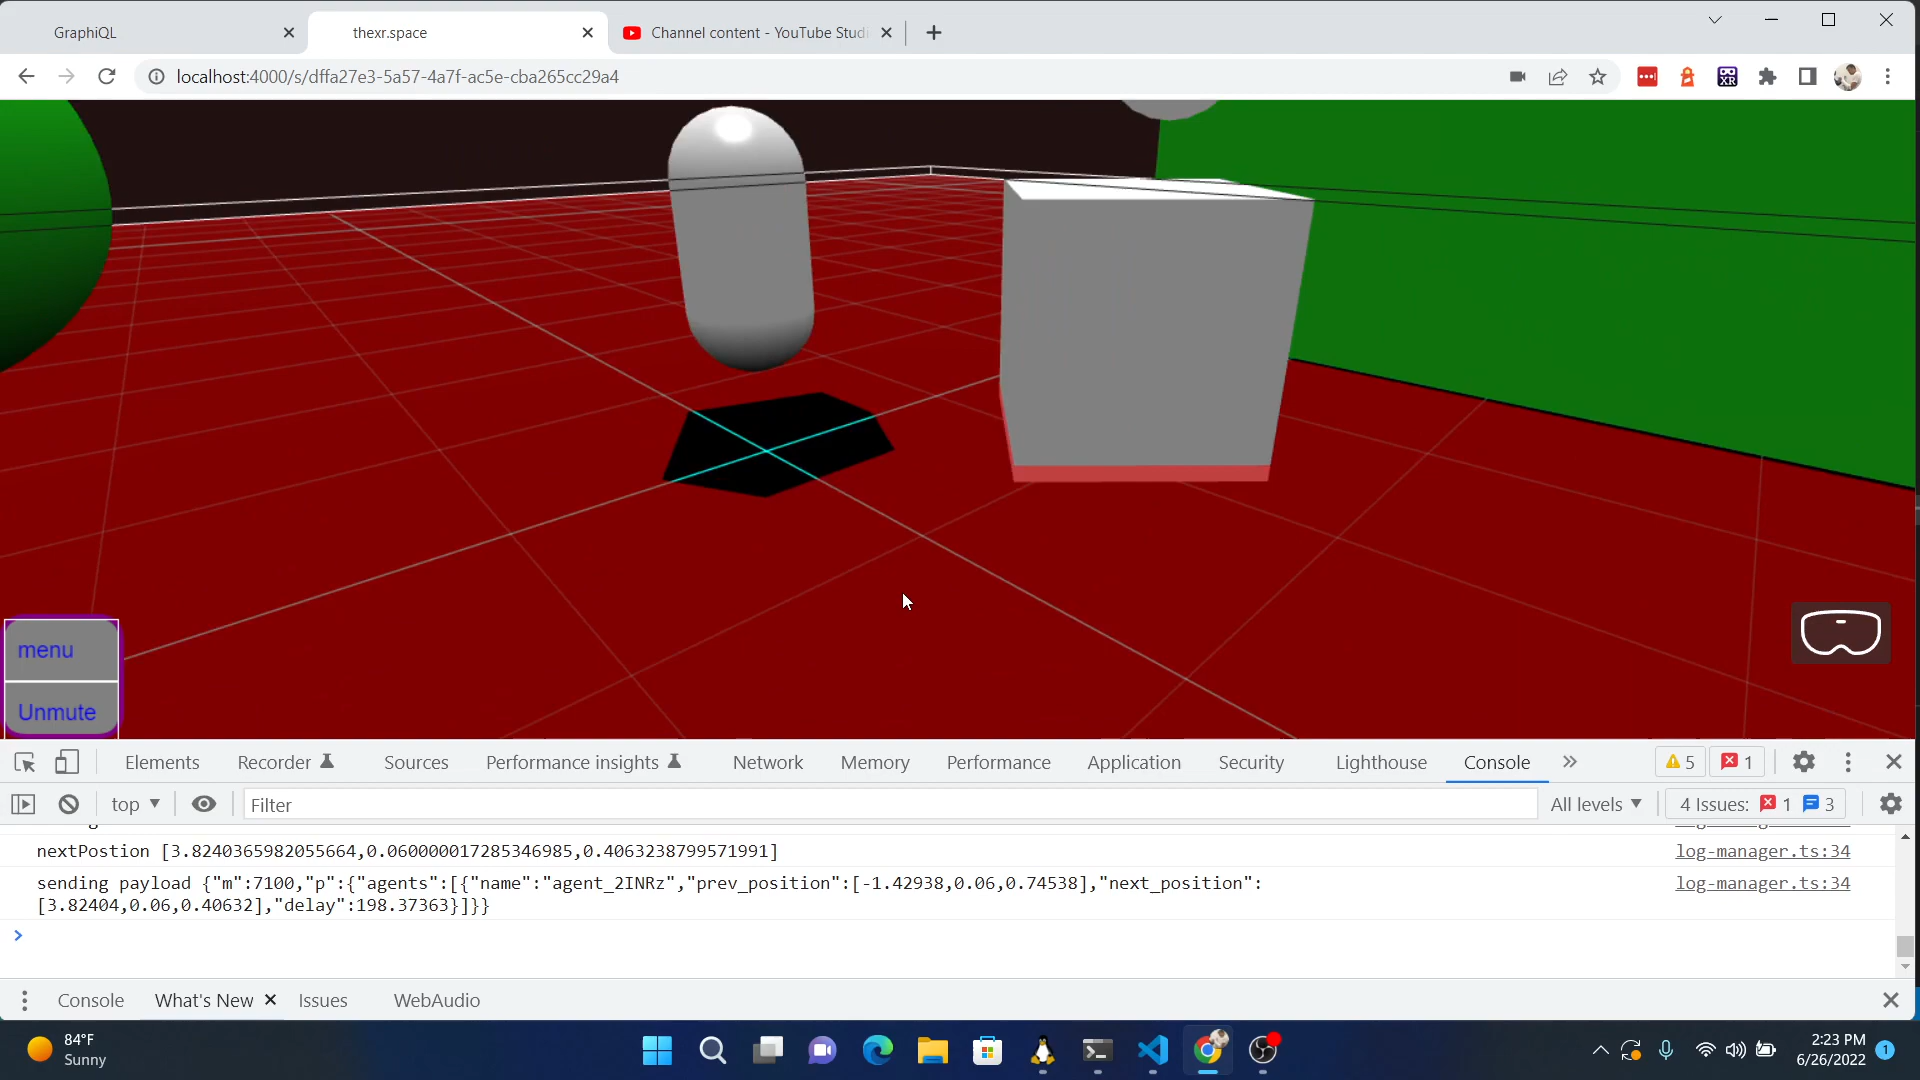 GraphiQL
thexr.space
Channel content - YouTube Studi
localhost:4000/s/dffa27e3-5a57-4a7f-ac5e-cba265cc29a4
XR
menu
Unmute
Elements
Recorder
Sources
Performance insights
Network
Memory
Performance
Application
Security
Lighthouse
Console
5
1
top
Filter
All levels
4 Issues:
1
3
nextPostion [3.8240365982055664,0.060000017285346985,0.4063238799571991]
log-manager.ts:34
sending payload {"m":7100,"p":{"agents":[{"name":"agent_2INRz","prev_position":[-1.42938,0.06,0.74538],"next_position":
[3.82404,0.06,0.40632],"delay":198.37363}]}}
log-manager.ts:34
Console
What's New
Issues
WebAudio
84°F
Sunny
2:23 PM
6/26/2022
1